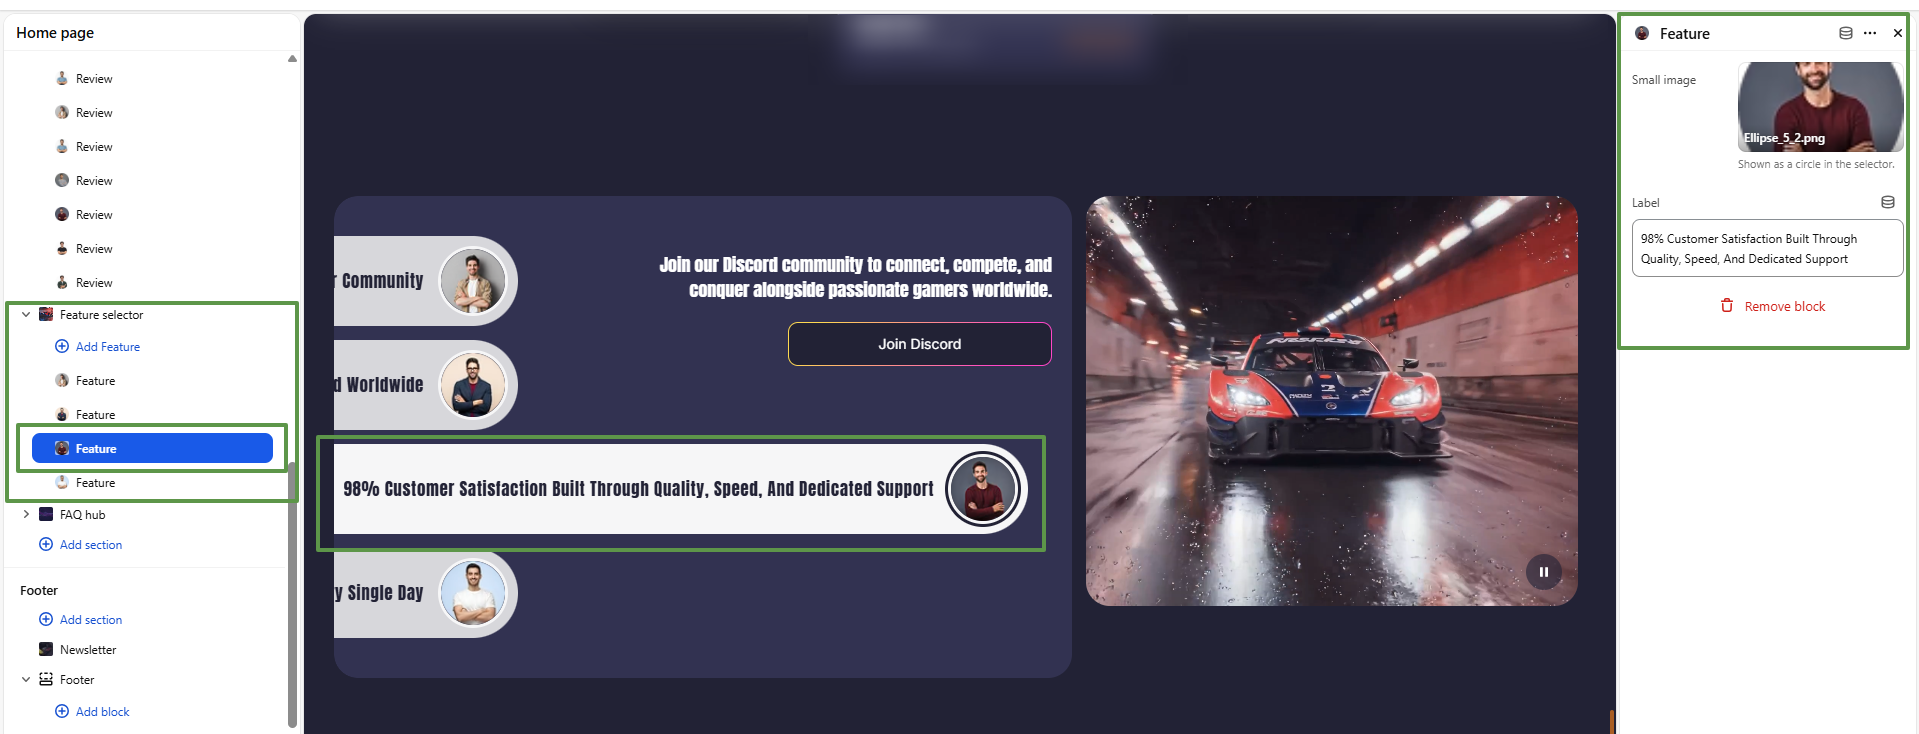 Home page
Review
Review
Review
Review
Review
Review
Review
Feature selector
Add Feature
Feature
Feature
Feature
Feature
FAQ hub
Add section
Footer
Add section
Newsletter
Footer
Add block
r Community
d Worldwide
98% Customer Satisfaction Built Through Quality, Speed, And Dedicated Support
y Single Day
Join our Discord community to connect, compete, and
conquer alongside passionate gamers worldwide.
Join Discord
Feature
Small image
Ellipse_5_2.png
Shown as a circle in the selector.
Label
98% Customer Satisfaction Built Through
Quality, Speed, And Dedicated Support
Remove block